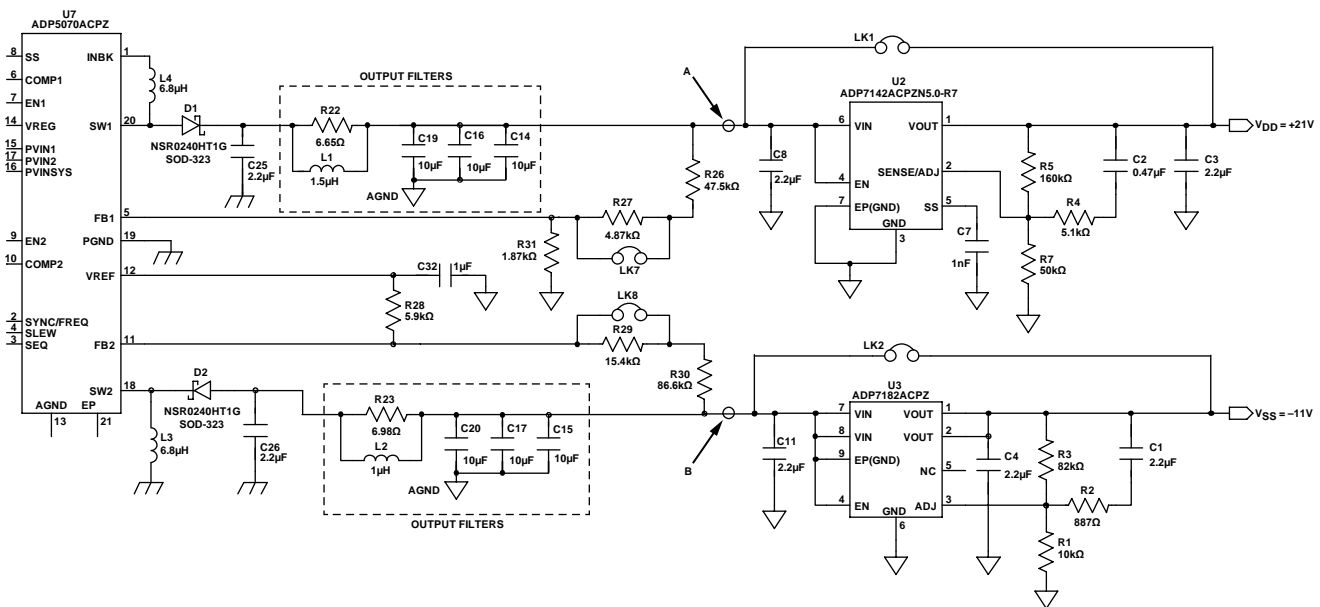 U7
ADP5070ACPZ
8
SS
6
COMP1
7
EN1
14
VREG
15
PVIN1
17
PVIN2
16
PVINSYS
9
EN2
10
COMP2
2
SYNC/FREQ
4
SLEW
3
SEQ
INBK
1
SW1
20
FB1
5
PGND
19
VREF
12
FB2
11
SW2
18
AGND
EP
13
21
L4
6.8µH
D1
NSR0240HT1G
SOD-323
C25
2.2µF
OUTPUT FILTERS
R22
6.65Ω
L1
1.5µH
C19
10µF
C16
10µF
C14
10µF
AGND
R26
47.5kΩ
R27
4.87kΩ
LK7
R31
1.87kΩ
C32
1µF
R28
5.9kΩ
LK8
R29
15.4kΩ
R30
86.6kΩ
D2
NSR0240HT1G
SOD-323
L3
6.8µH
C26
2.2µF
R23
6.98Ω
L2
1µH
C20
10µF
C17
10µF
C15
10µF
AGND
OUTPUT FILTERS
A
LK1
C8
2.2µF
U2
ADP7142ACPZN5.0-R7
6
VIN
4
EN
7
EP(GND)
GND
3
VOUT
1
SENSE/ADJ
2
SS
5
C7
1nF
R5
160kΩ
R4
5.1kΩ
R7
50kΩ
C2
0.47µF
C3
2.2µF
VDD = +21V
B
LK2
C11
2.2µF
U3
ADP7182ACPZ
7
VIN
8
VIN
9
EP(GND)
4
EN
GND
6
VOUT
1
VOUT
2
NC
5
ADJ
3
C4
2.2µF
R3
82kΩ
R2
887Ω
R1
10kΩ
C1
2.2µF
VSS = –11V